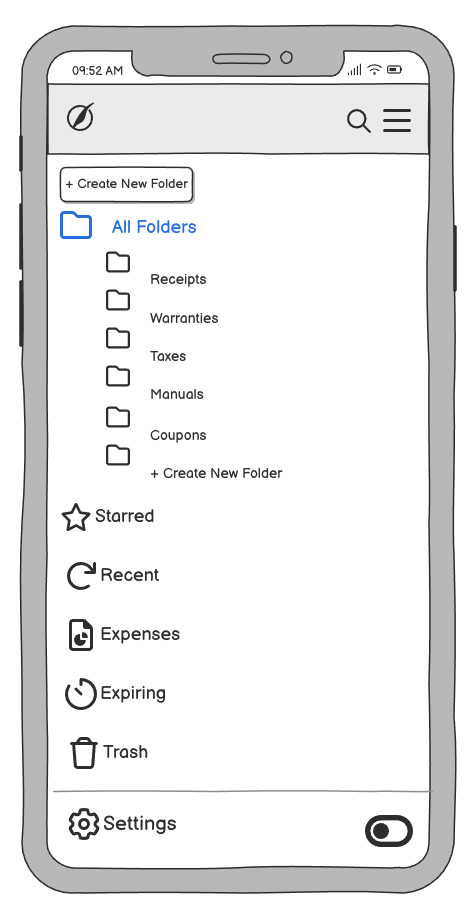 09:52 AM
+ Create New Folder
All Folders
Receipts
Warranties
Taxes
Manuals
Coupons
+ Create New Folder
Starred
Recent
Expenses
Expiring
Trash
Settings